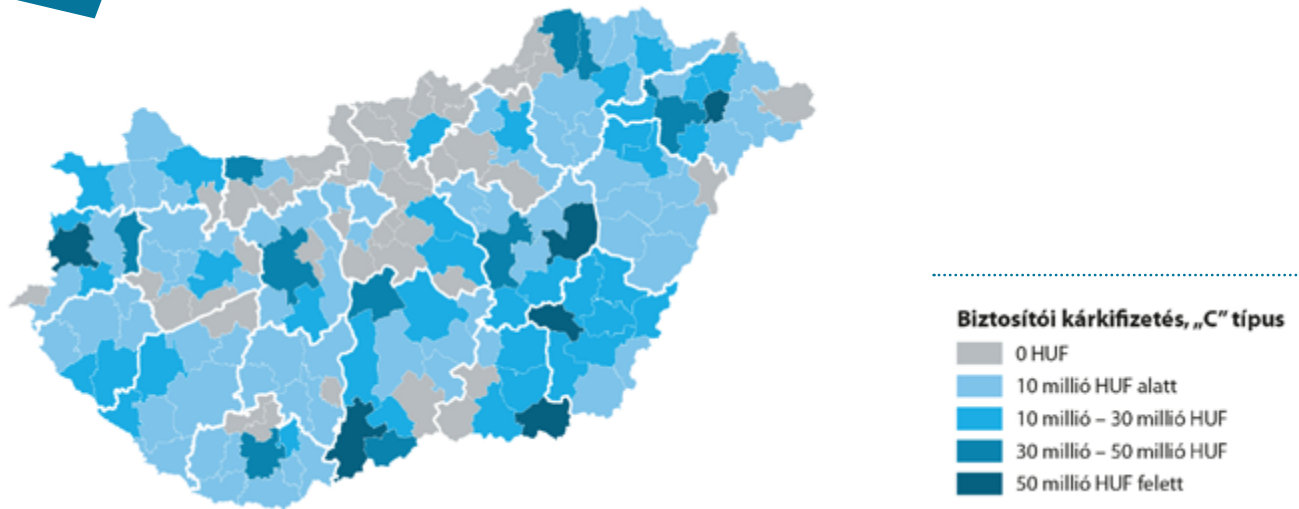 Biztosítói kárkifizetés, „C” típus
0 HUF
10 millió HUF alatt
10 millió – 30 millió HUF
30 millió – 50 millió HUF
50 millió HUF felett